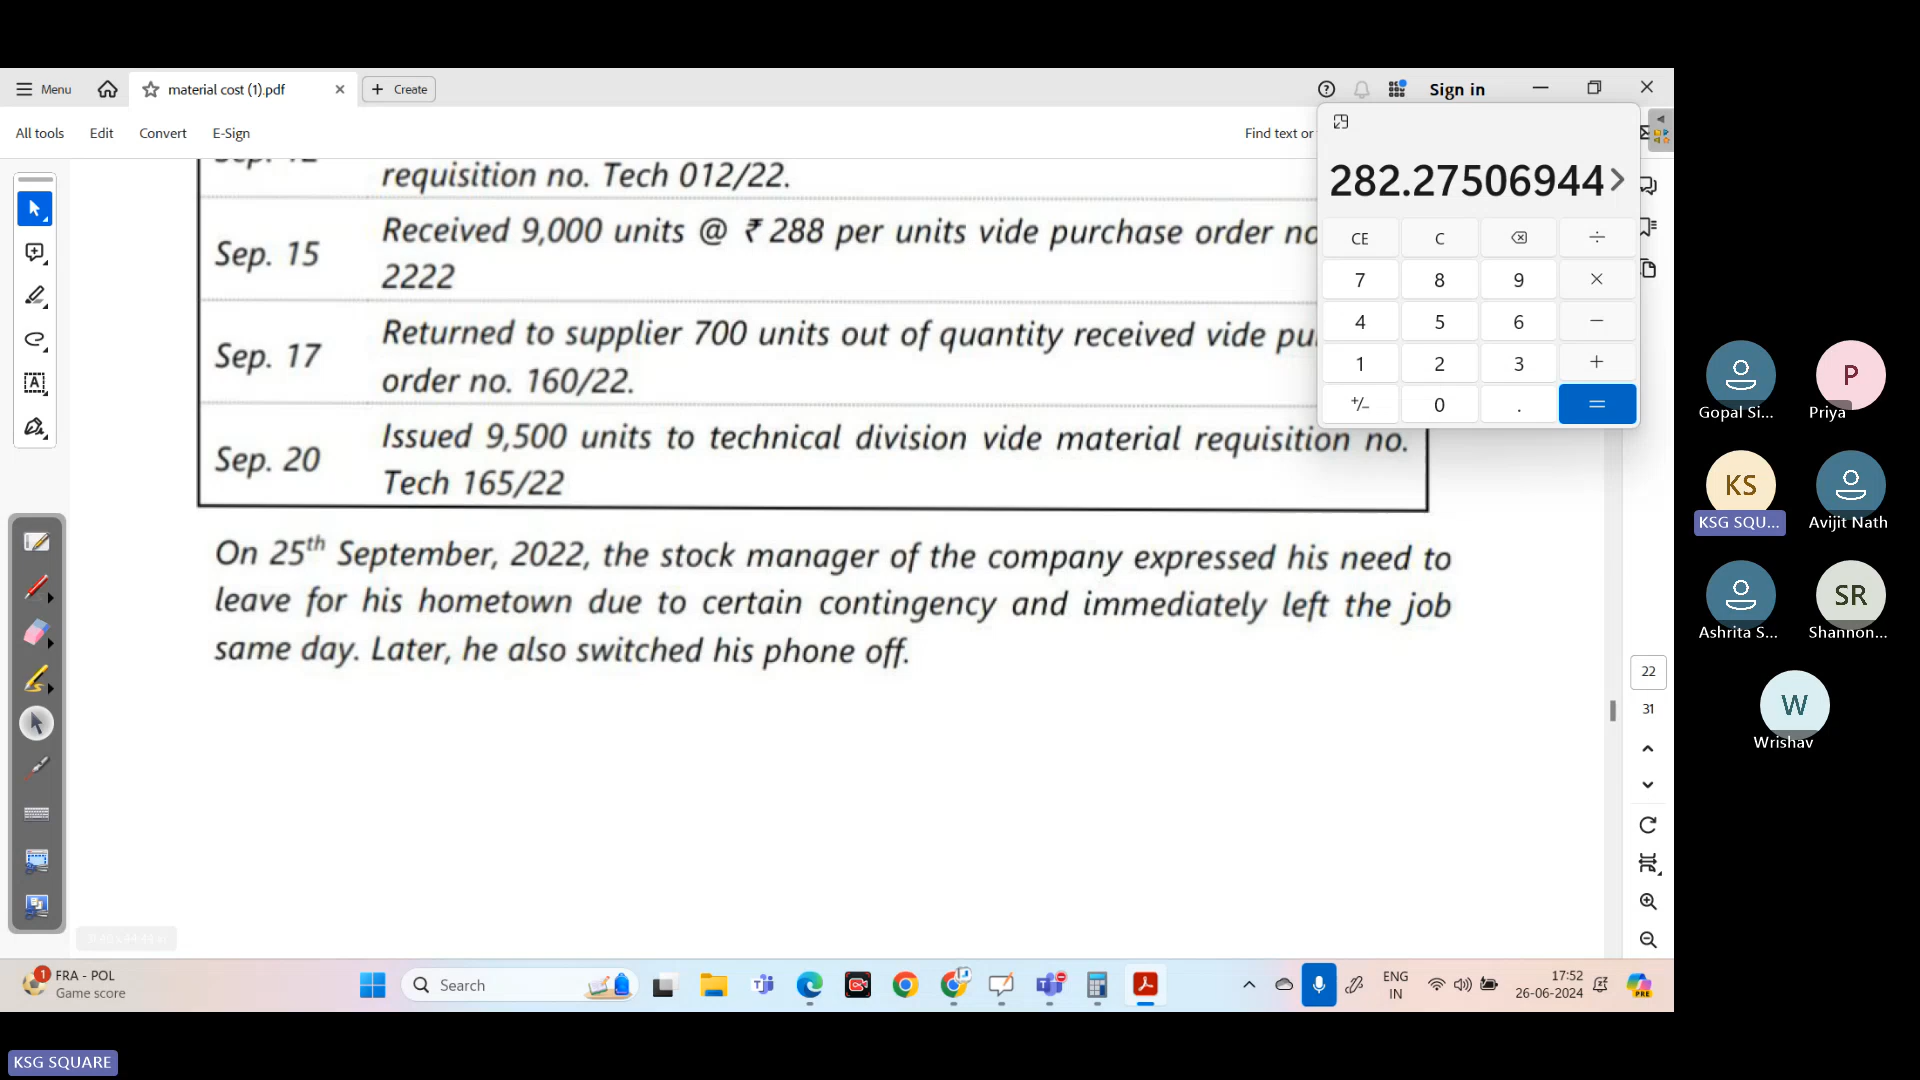 Menu
material cost (1).pdf
Create
Sign in
All tools
Edit
Convert
E-Sign
Find text or
requisition no. Tech 012/22.
Sep. 15
Received 9,000 units @ ₹ 288 per units vide purchase order no
2222
Sep. 17
Returned to supplier 700 units out of quantity received vide pu
order no. 160/22.
Sep. 20
Issued 9,500 units to technical division vide material requisition no.
Tech 165/22
On 25th September, 2022, the stock manager of the company expressed his need to
leave for his hometown due to certain contingency and immediately left the job
same day. Later, he also switched his phone off.
282.27506944
CE C ÷
7 8 9 ×
4 5 6 −
1 2 3 +
+/− 0 . =
22
31
Gopal Si...
P
Priya
KS
KSG SQU...
Avijit Nath
Ashrita S...
SR
Shannon...
W
Wrishav
1
FRA - POL
Game score
Search
ENG
IN
17:52
26-06-2024
PRE
KSG SQUARE